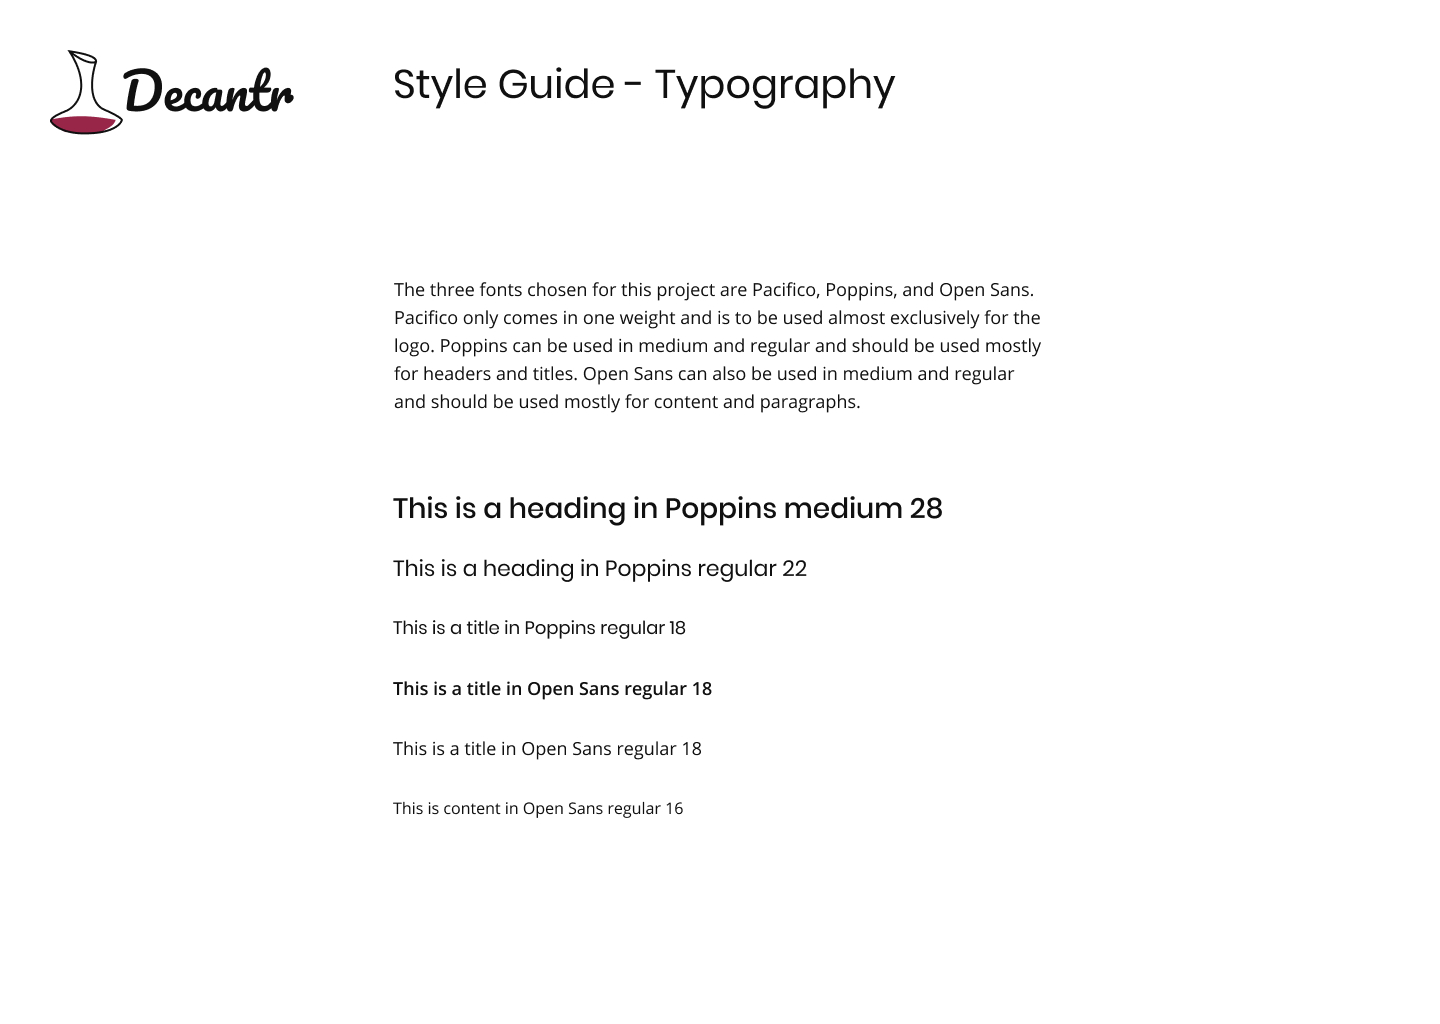 Decantr
Style Guide - Typography
The three fonts chosen for this project are Pacifico, Poppins, and Open Sans.
Pacifico only comes in one weight and is to be used almost exclusively for the
logo. Poppins can be used in medium and regular and should be used mostly
for headers and titles. Open Sans can also be used in medium and regular
and should be used mostly for content and paragraphs.
This is a heading in Poppins medium 28
This is a heading in Poppins regular 22
This is a title in Poppins regular 18
This is a title in Open Sans regular 18
This is a title in Open Sans regular 18
This is content in Open Sans regular 16